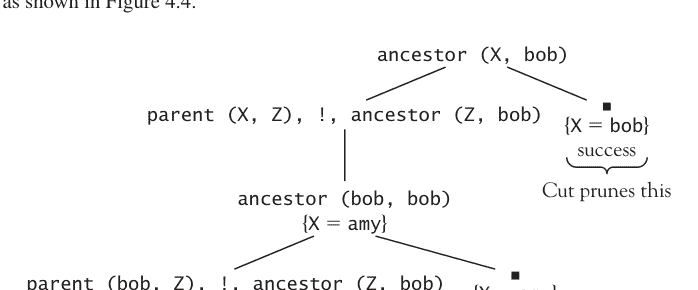 as shown in Figure 4.4.
ancestor (X, bob)
parent (X, Z), !, ancestor (Z, bob)
{X = bob}
success
Cut prunes this
ancestor (bob, bob)
{X = amy}
parent (bob, Z), !, ancestor (Z, bob)